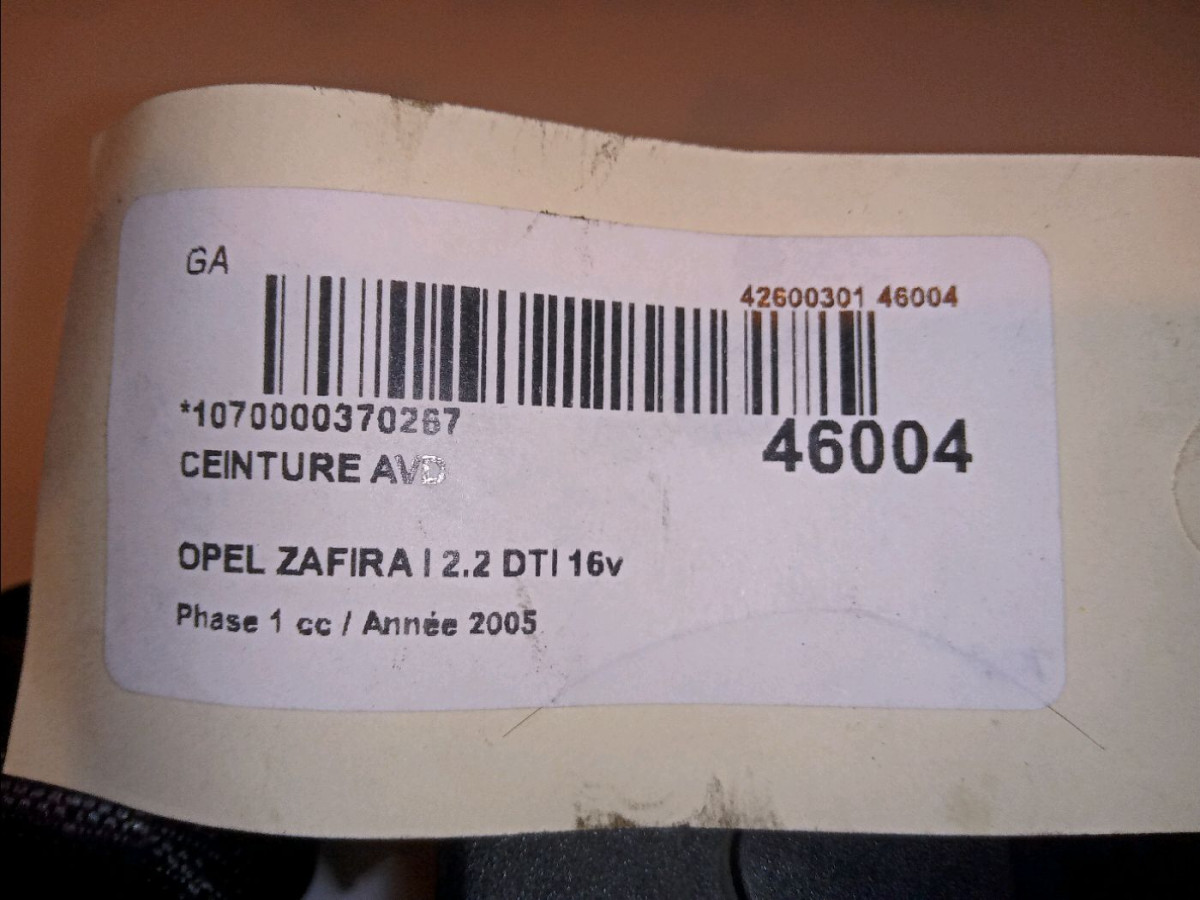 GA
42600301 46004
*1070000370267
46004
CEINTURE AVD
OPEL ZAFIRA I 2.2 DTI 16v
Phase 1 cc / Année 2005